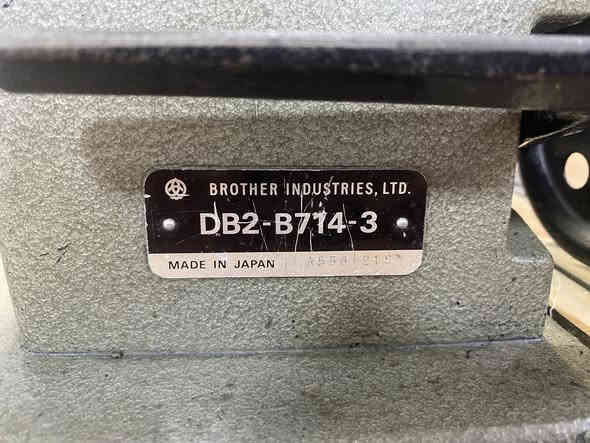 BROTHER INDUSTRIES, LTD.
DB2-B714-3
MADE IN JAPAN